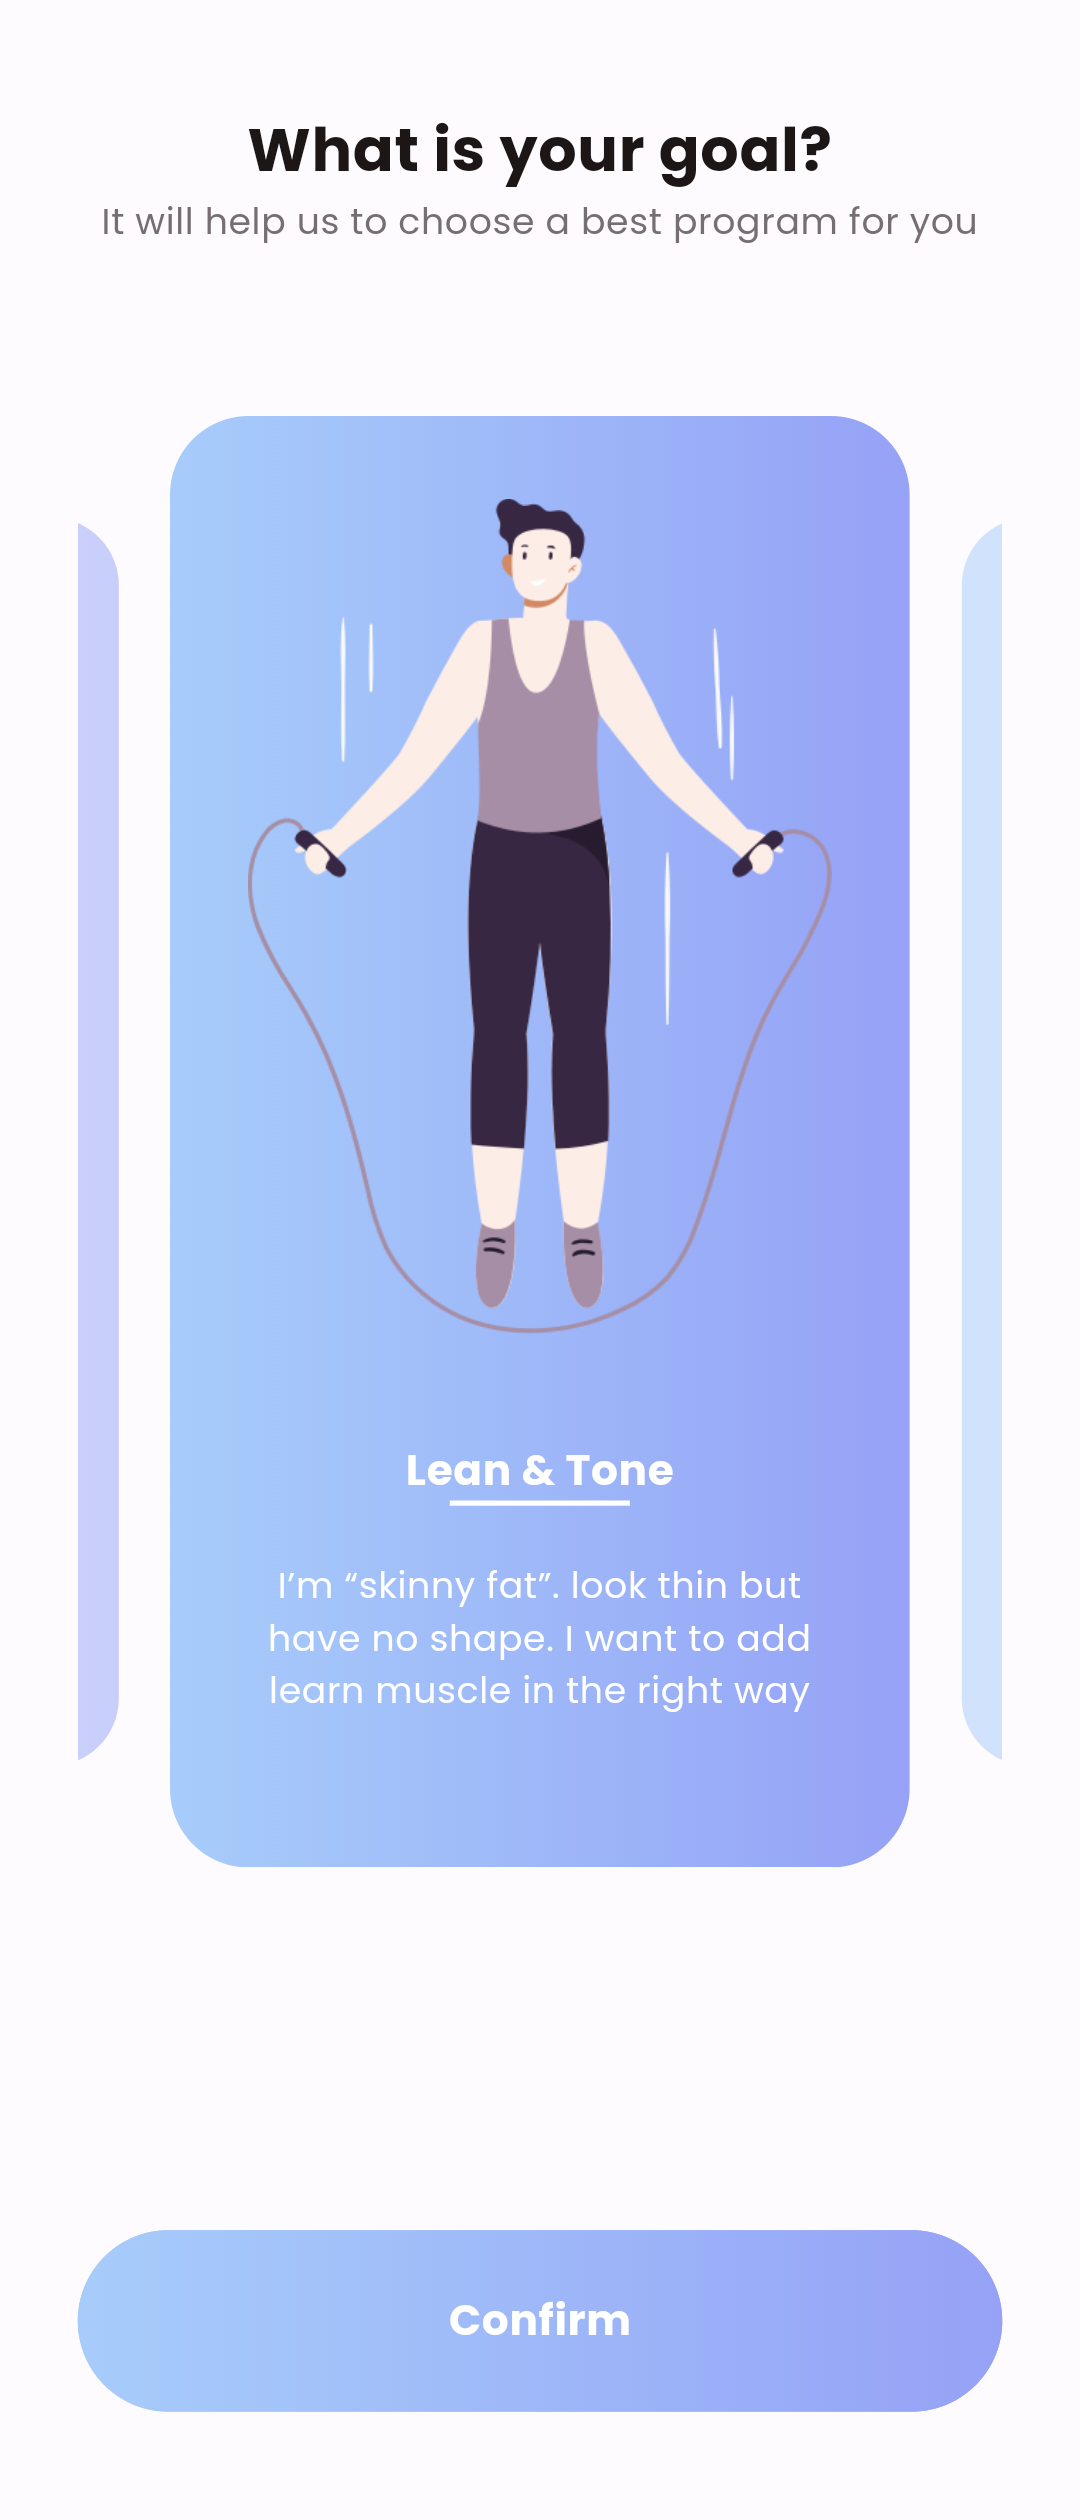 What is your goal?
It will help us to choose a best program for you
Lean & Tone
I’m “skinny fat”. look thin but
have no shape. I want to add
learn muscle in the right way
Confirm